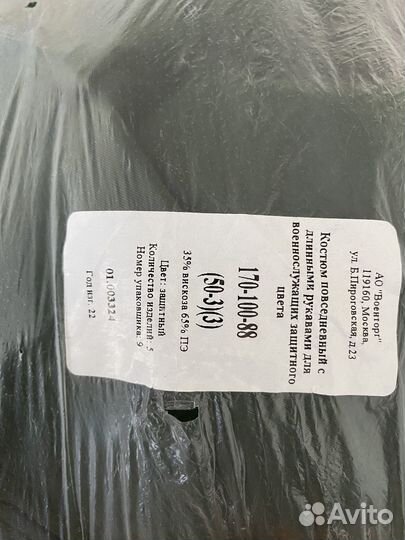 АО "Военторг"
119160, Москва,
ул. Б.Пироговская, д.23
Костюм повседневный с
длинными рукавами для
военнослужащих защитного
цвета
170-100-88
(50-3)(3)
35% вискоза 65% ПЭ
Цвет: защитный
Количество изделий: 5
Номер упаковщика: 9
01.003324
Год изг. 22
Avito